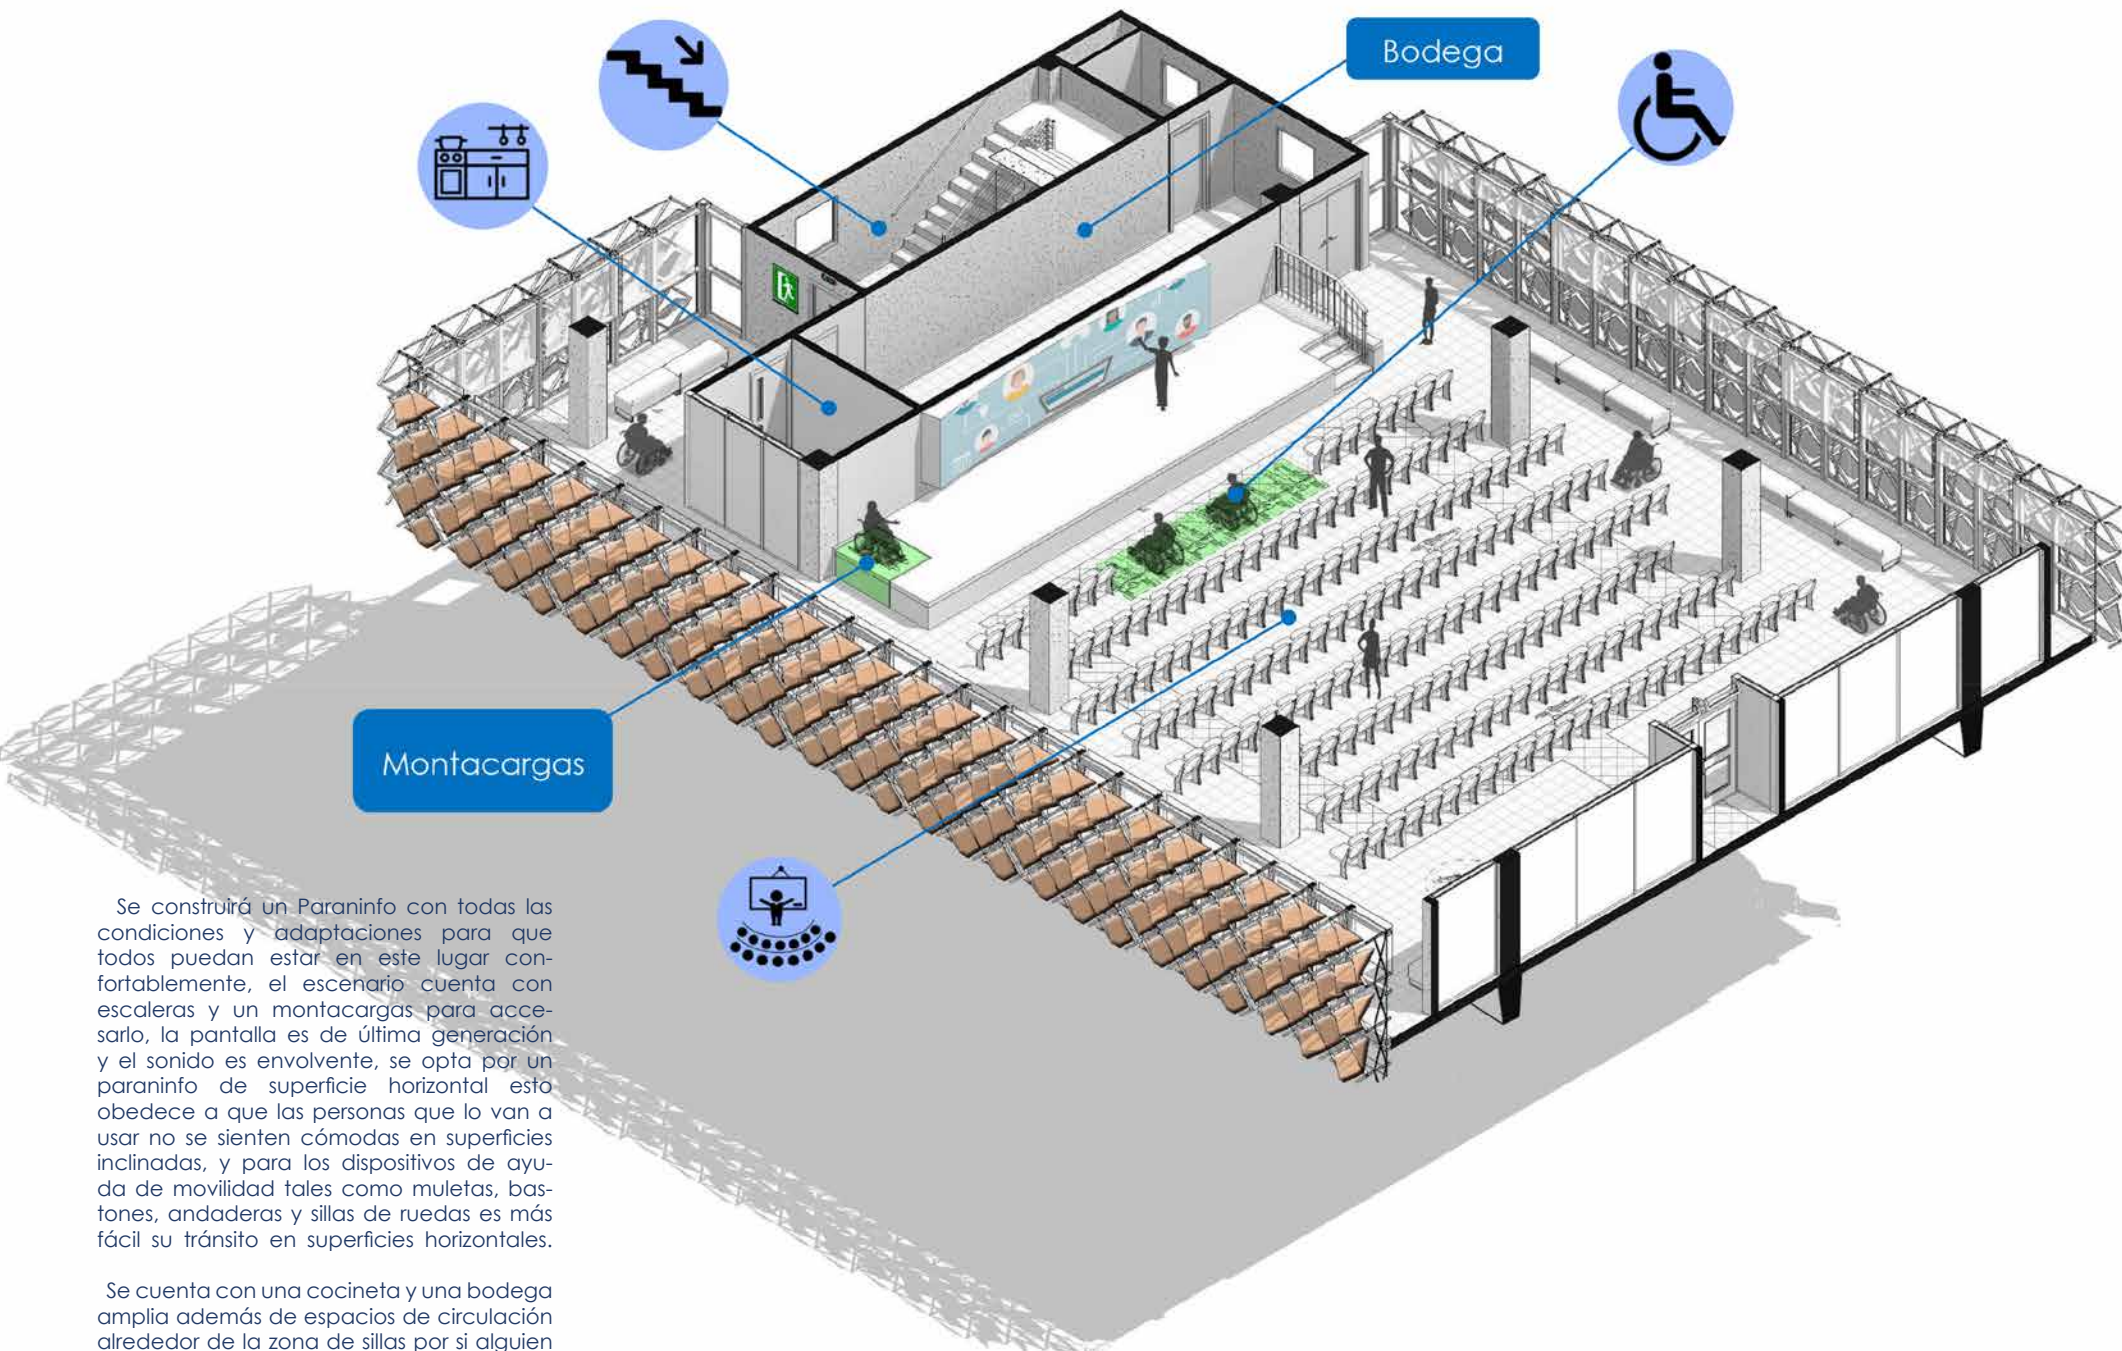 Bodega
Montacargas
Se construirá un Paraninfo con todas las
condiciones y adaptaciones para que
todos puedan estar en este lugar con-
fortablemente, el escenario cuenta con
escaleras y un montacargas para acce-
sarlo, la pantalla es de última generación
y el sonido es envolvente, se opta por un
paraninfo de superficie horizontal esto
obedece a que las personas que lo van a
usar no se sienten cómodas en superficies
inclinadas, y para los dispositivos de ayu-
da de movilidad tales como muletas, bas-
tones, andaderas y sillas de ruedas es más
fácil su tránsito en superficies horizontales.
Se cuenta con una cocineta y una bodega
amplia además de espacios de circulación
alrededor de la zona de sillas por si alguien